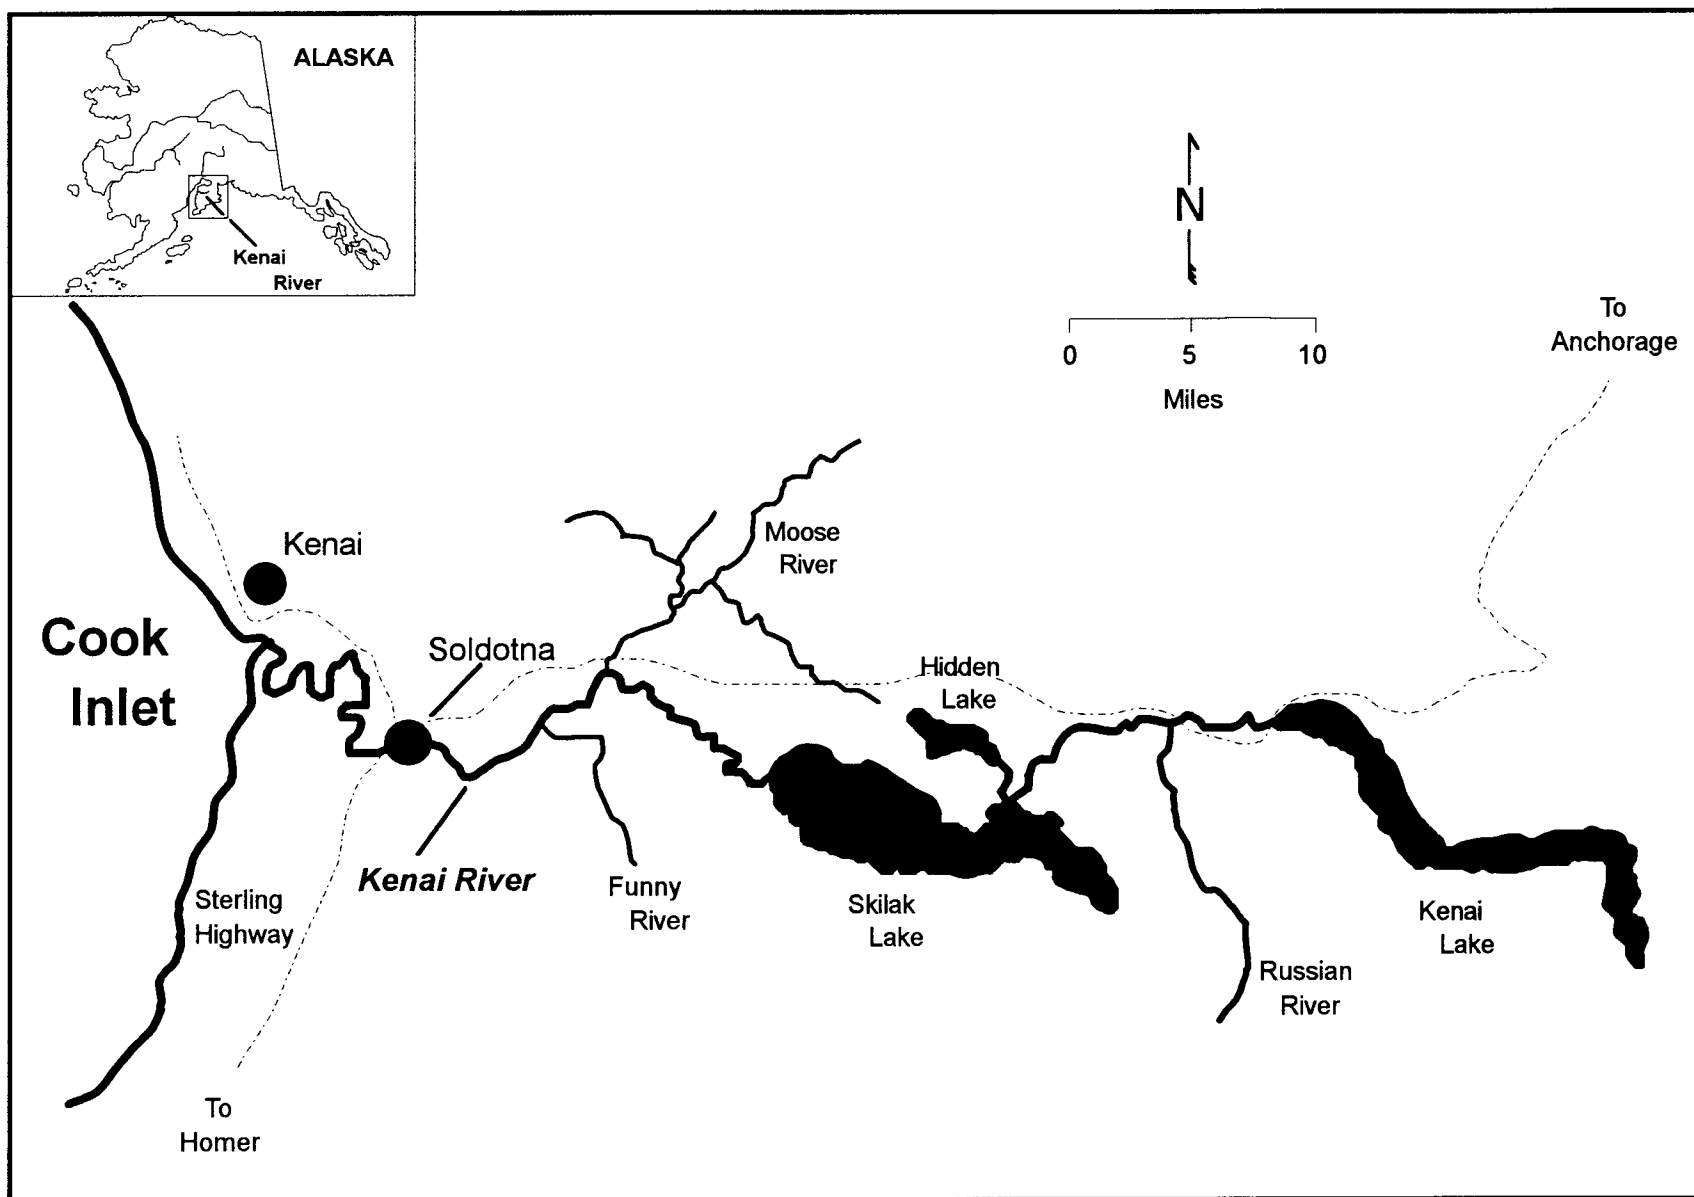 ALASKA
Kenai
River
N
0 5 10
Miles
To
Anchorage
Kenai
Moose
River
Cook
Inlet
Soldotna
Hidden
Lake
Kenai River
Sterling
Highway
Funny
River
Skilak
Lake
Kenai
Lake
Russian
River
To
Homer